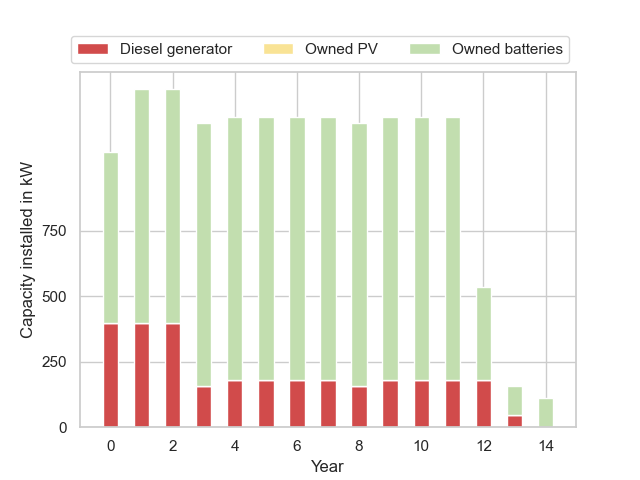 Diesel generator Owned PV Owned batteries
Capacity installed in kW
750
500
250
0
0 2 4 6 8 10 12 14
Year